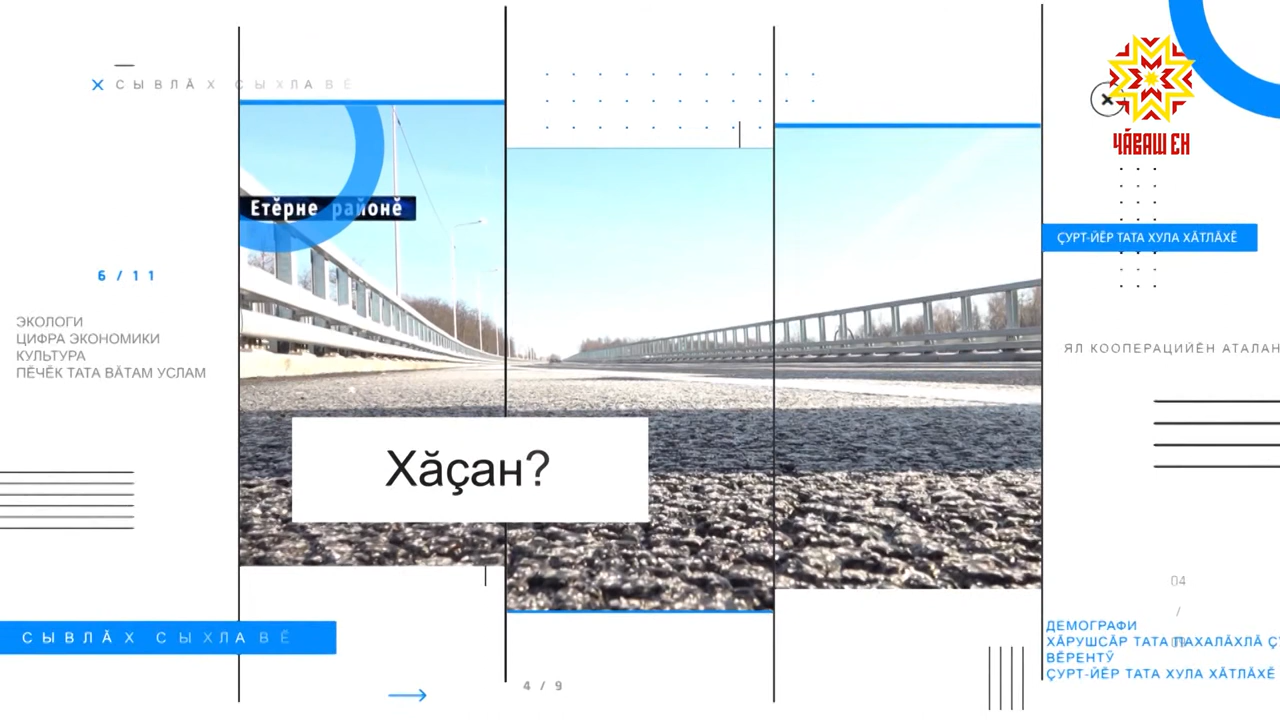 СЫВЛĂХ СЫХЛАВĔ
ЧĂВАШ ЕН
Етĕрне районĕ
ÇУРТ-ЙĔР ТАТА ХУЛА ХĂТЛĂХĔ
6 / 11
ЭКОЛОГИ
ЦИФРА ЭКОНОМИКИ
КУЛЬТУРА
ПĔЧĔК ТАТА ВĂТАМ УСЛАМ
ЯЛ КООПЕРАЦИЙĔН АТАЛАН
Хăçан?
04
/
СЫВЛĂХ СЫХЛАВĔ
ДЕМОГРАФИ
ХĂРУШСĂР ТАТА ПАХАЛĂХЛĂ Ç
ВĔРЕНТӲ
ÇУРТ-ЙĔР ТАТА ХУЛА ХĂТЛĂХĔ
4 / 9